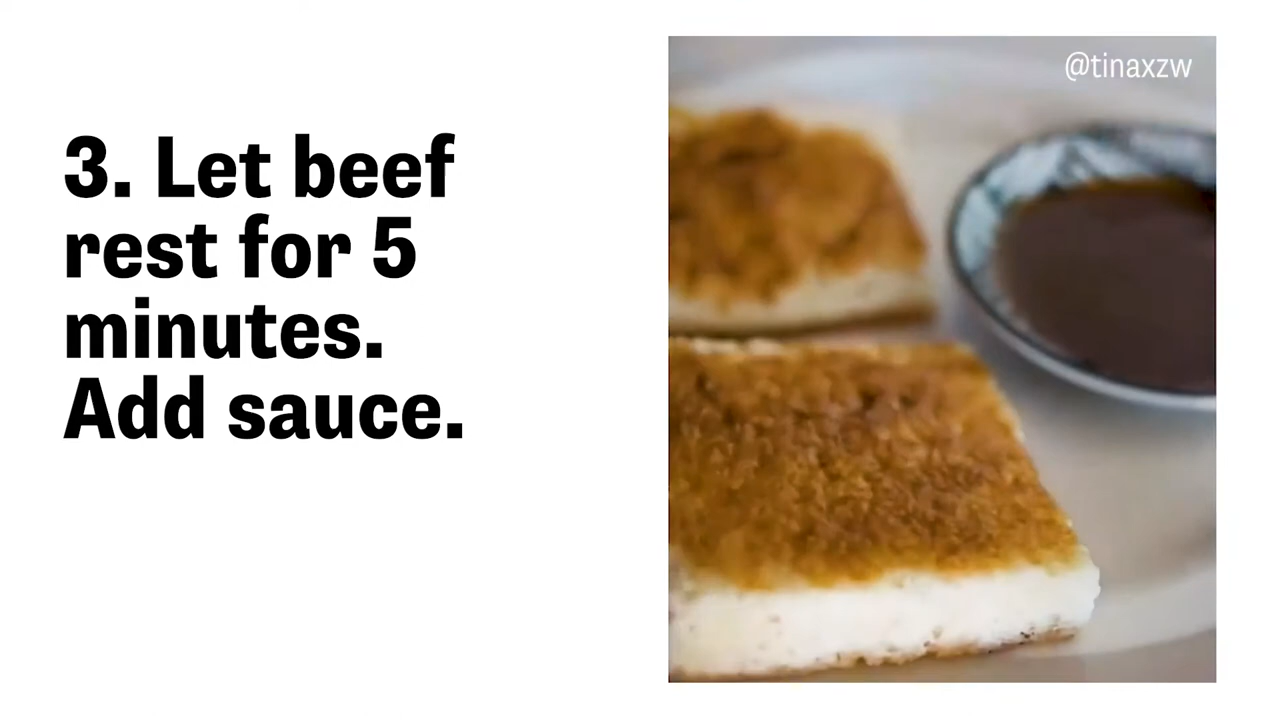 3. Let beef
rest for 5
minutes.
Add sauce.
@tinaxzw